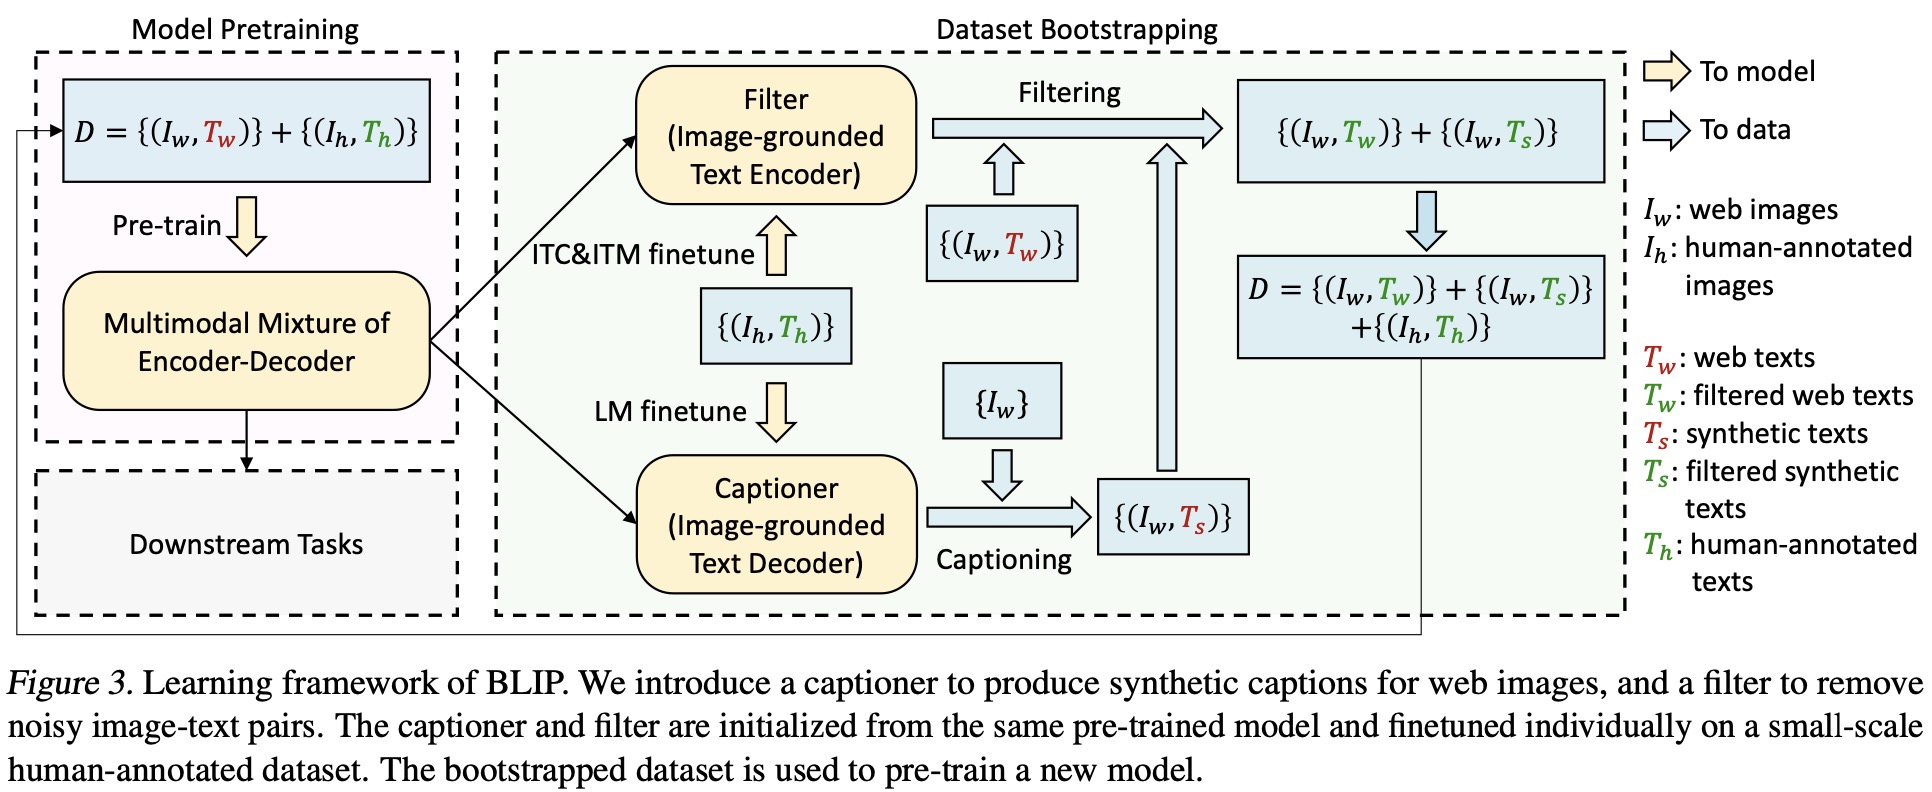 Model Pretraining
D = {(I_w, T_w)} + {(I_h, T_h)}
Pre-train
Multimodal Mixture of
Encoder-Decoder
Downstream Tasks
Dataset Bootstrapping
Filter
(Image-grounded
Text Encoder)
ITC&ITM finetune
{(I_h, T_h)}
LM finetune
Captioner
(Image-grounded
Text Decoder)
Filtering
{(I_w, T_w)}
{I_w}
Captioning
{(I_w, T_s)}
{(I_w, T_w)} + {(I_w, T_s)}
D = {(I_w, T_w)} + {(I_w, T_s)}
+{(I_h, T_h)}
To model
To data
I_w: web images
I_h: human-annotated
images
T_w: web texts
T_w: filtered web texts
T_s: synthetic texts
T_s: filtered synthetic
texts
T_h: human-annotated
texts
Figure 3. Learning framework of BLIP. We introduce a captioner to produce synthetic captions for web images, and a filter to remove
noisy image-text pairs. The captioner and filter are initialized from the same pre-trained model and finetuned individually on a small-scale
human-annotated dataset. The bootstrapped dataset is used to pre-train a new model.